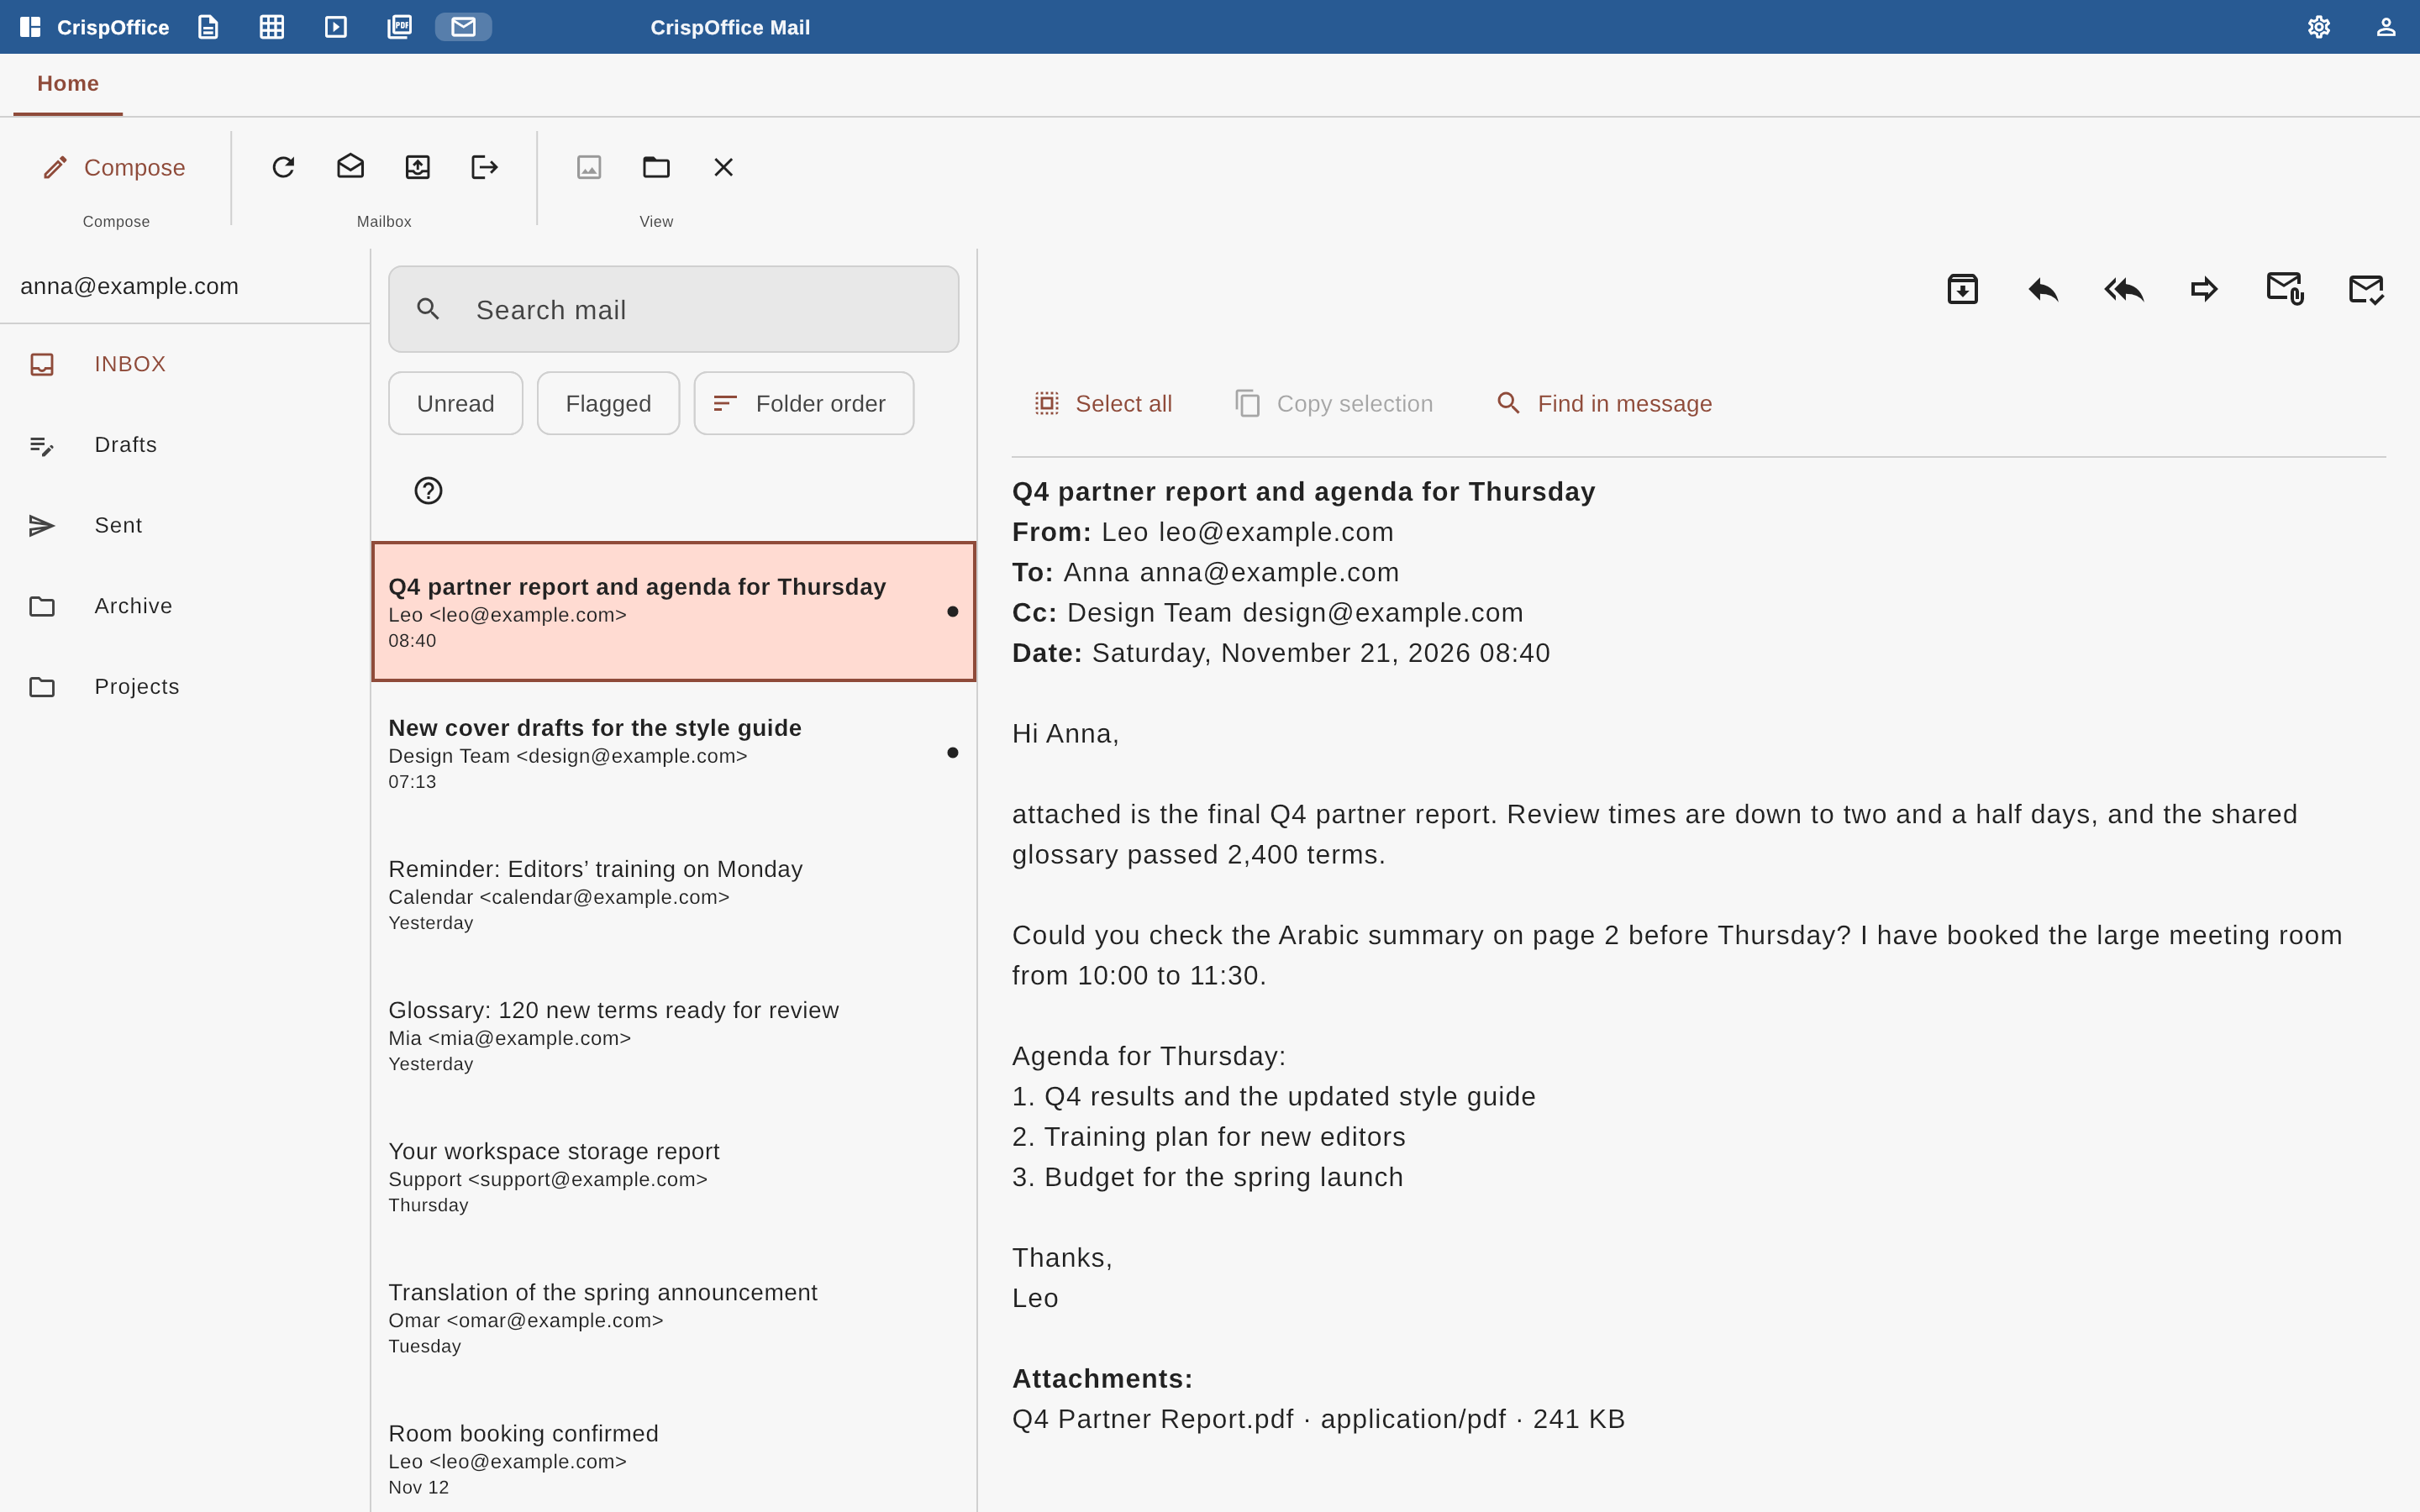 CrispOffice
PDF
CrispOffice Mail
Home
Compose
Compose
Mailbox
View
anna@example.com
INBOX
Drafts
Sent
Archive
Projects
Search mail
Unread
Flagged
Folder order
Q4 partner report and agenda for Thursday
Leo <leo@example.com>
08:40
New cover drafts for the style guide
Design Team <design@example.com>
07:13
Reminder: Editors’ training on Monday
Calendar <calendar@example.com>
Yesterday
Glossary: 120 new terms ready for review
Mia <mia@example.com>
Yesterday
Your workspace storage report
Support <support@example.com>
Thursday
Translation of the spring announcement
Omar <omar@example.com>
Tuesday
Room booking confirmed
Leo <leo@example.com>
Nov 12
Select all
Copy selection
Find in message
Q4 partner report and agenda for Thursday
From: Leo leo@example.com
To: Anna anna@example.com
Cc: Design Team design@example.com
Date: Saturday, November 21, 2026 08:40
Hi Anna,
attached is the final Q4 partner report. Review times are down to two and a half days, and the shared
glossary passed 2,400 terms.
Could you check the Arabic summary on page 2 before Thursday? I have booked the large meeting room
from 10:00 to 11:30.
Agenda for Thursday:
1. Q4 results and the updated style guide
2. Training plan for new editors
3. Budget for the spring launch
Thanks,
Leo
Attachments:
Q4 Partner Report.pdf · application/pdf · 241 KB